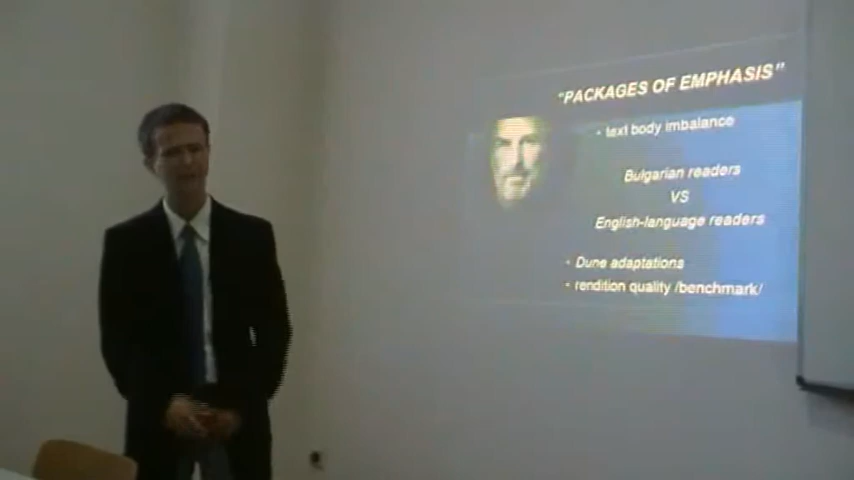 "PACKAGES OF EMPHASIS"
• text body imbalance
Bulgarian readers
VS
English-language readers
• Dune adaptations
• rendition quality /benchmark/